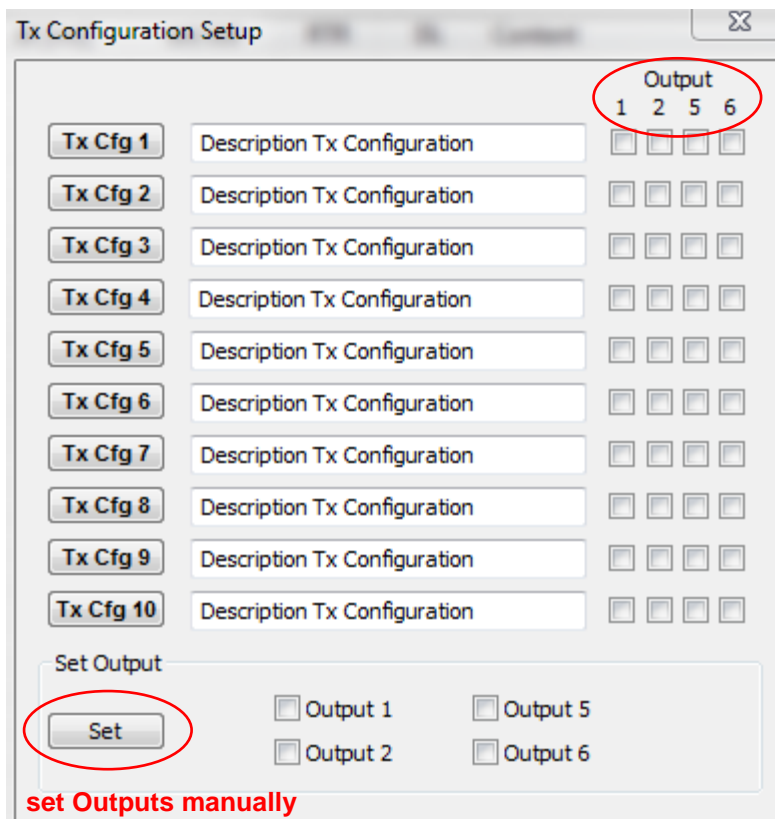 Tx Configuration Setup
Output
1 2 5 6
Tx Cfg 1 Description Tx Configuration
Tx Cfg 2 Description Tx Configuration
Tx Cfg 3 Description Tx Configuration
Tx Cfg 4 Description Tx Configuration
Tx Cfg 5 Description Tx Configuration
Tx Cfg 6 Description Tx Configuration
Tx Cfg 7 Description Tx Configuration
Tx Cfg 8 Description Tx Configuration
Tx Cfg 9 Description Tx Configuration
Tx Cfg 10 Description Tx Configuration
Set Output
Set
Output 1 Output 5
Output 2 Output 6
set Outputs manually